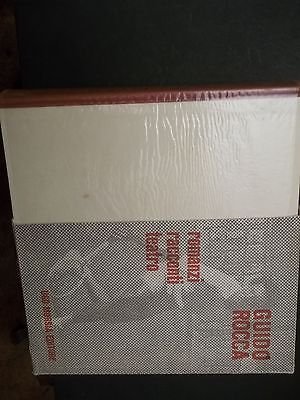 GUIDO
ROCCA
romanzi
racconti
teatro